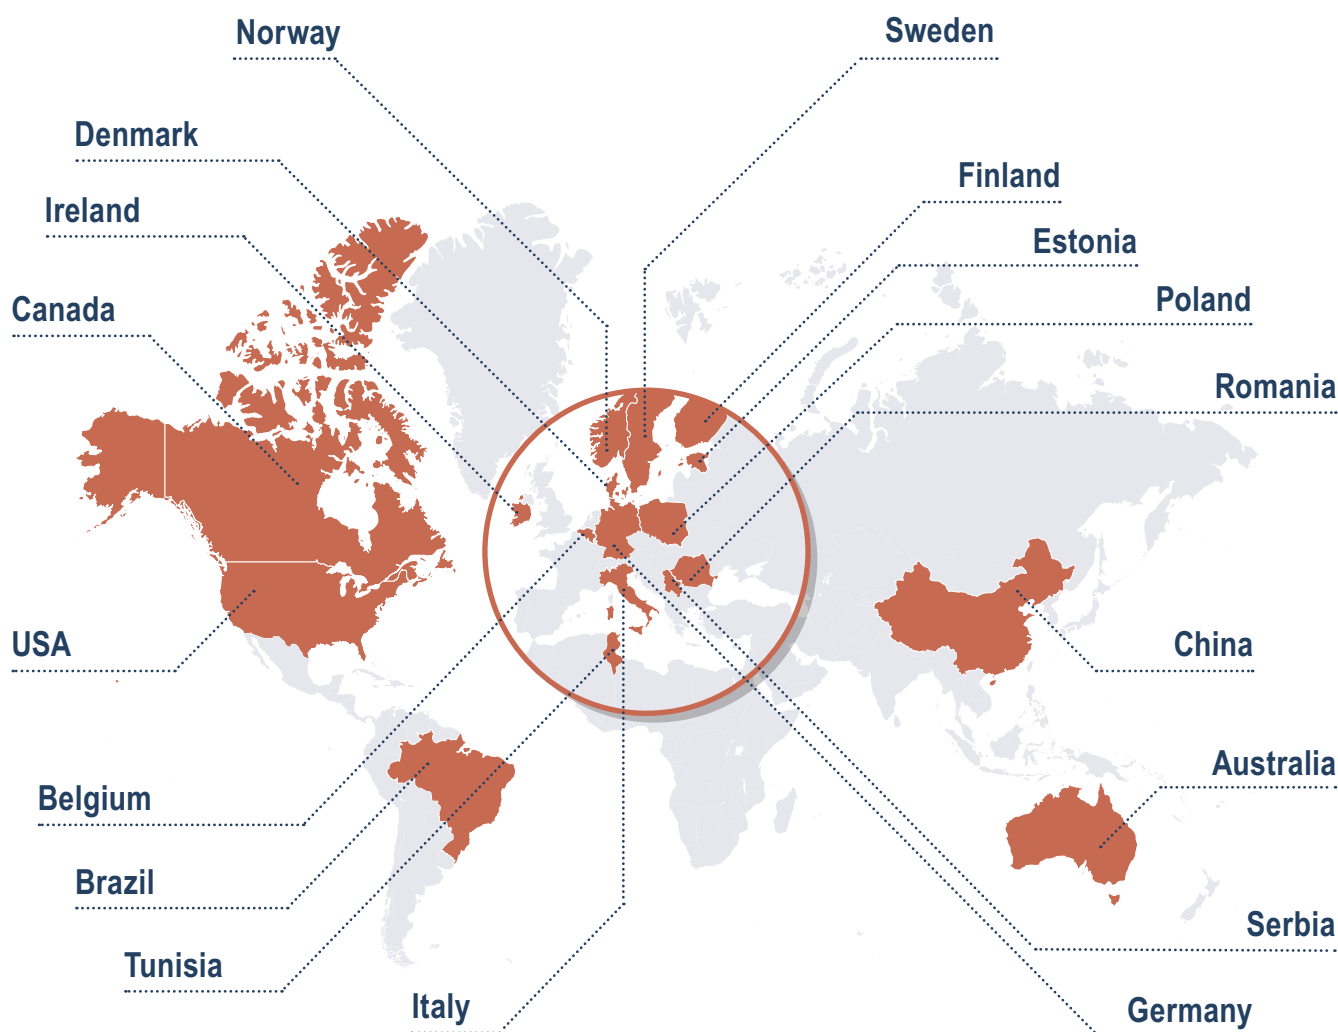 Norway
Sweden
Denmark
Finland
Ireland
Estonia
Canada
Poland
Romania
USA
China
Belgium
Australia
Brazil
Serbia
Tunisia
Italy
Germany